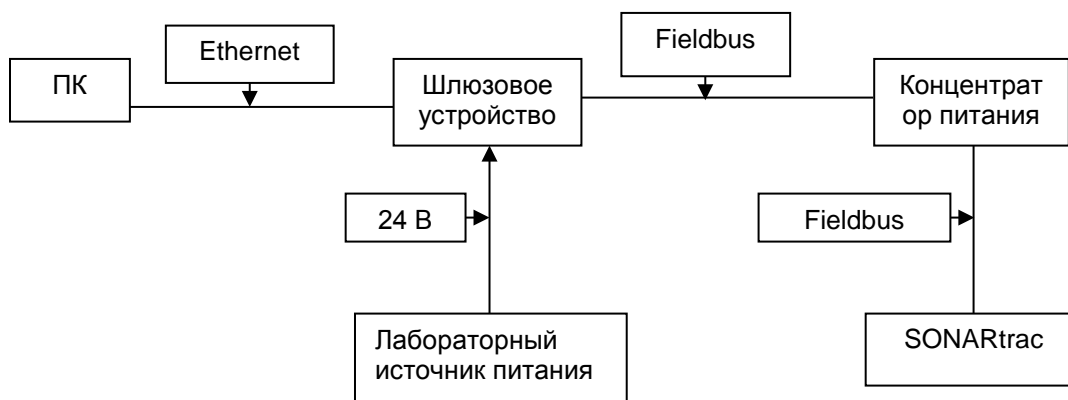 Ethernet
Fieldbus
ПК
Шлюзовое
устройство
Концентрат
ор питания
24 В
Fieldbus
Лабораторный
источник питания
SONARtrac